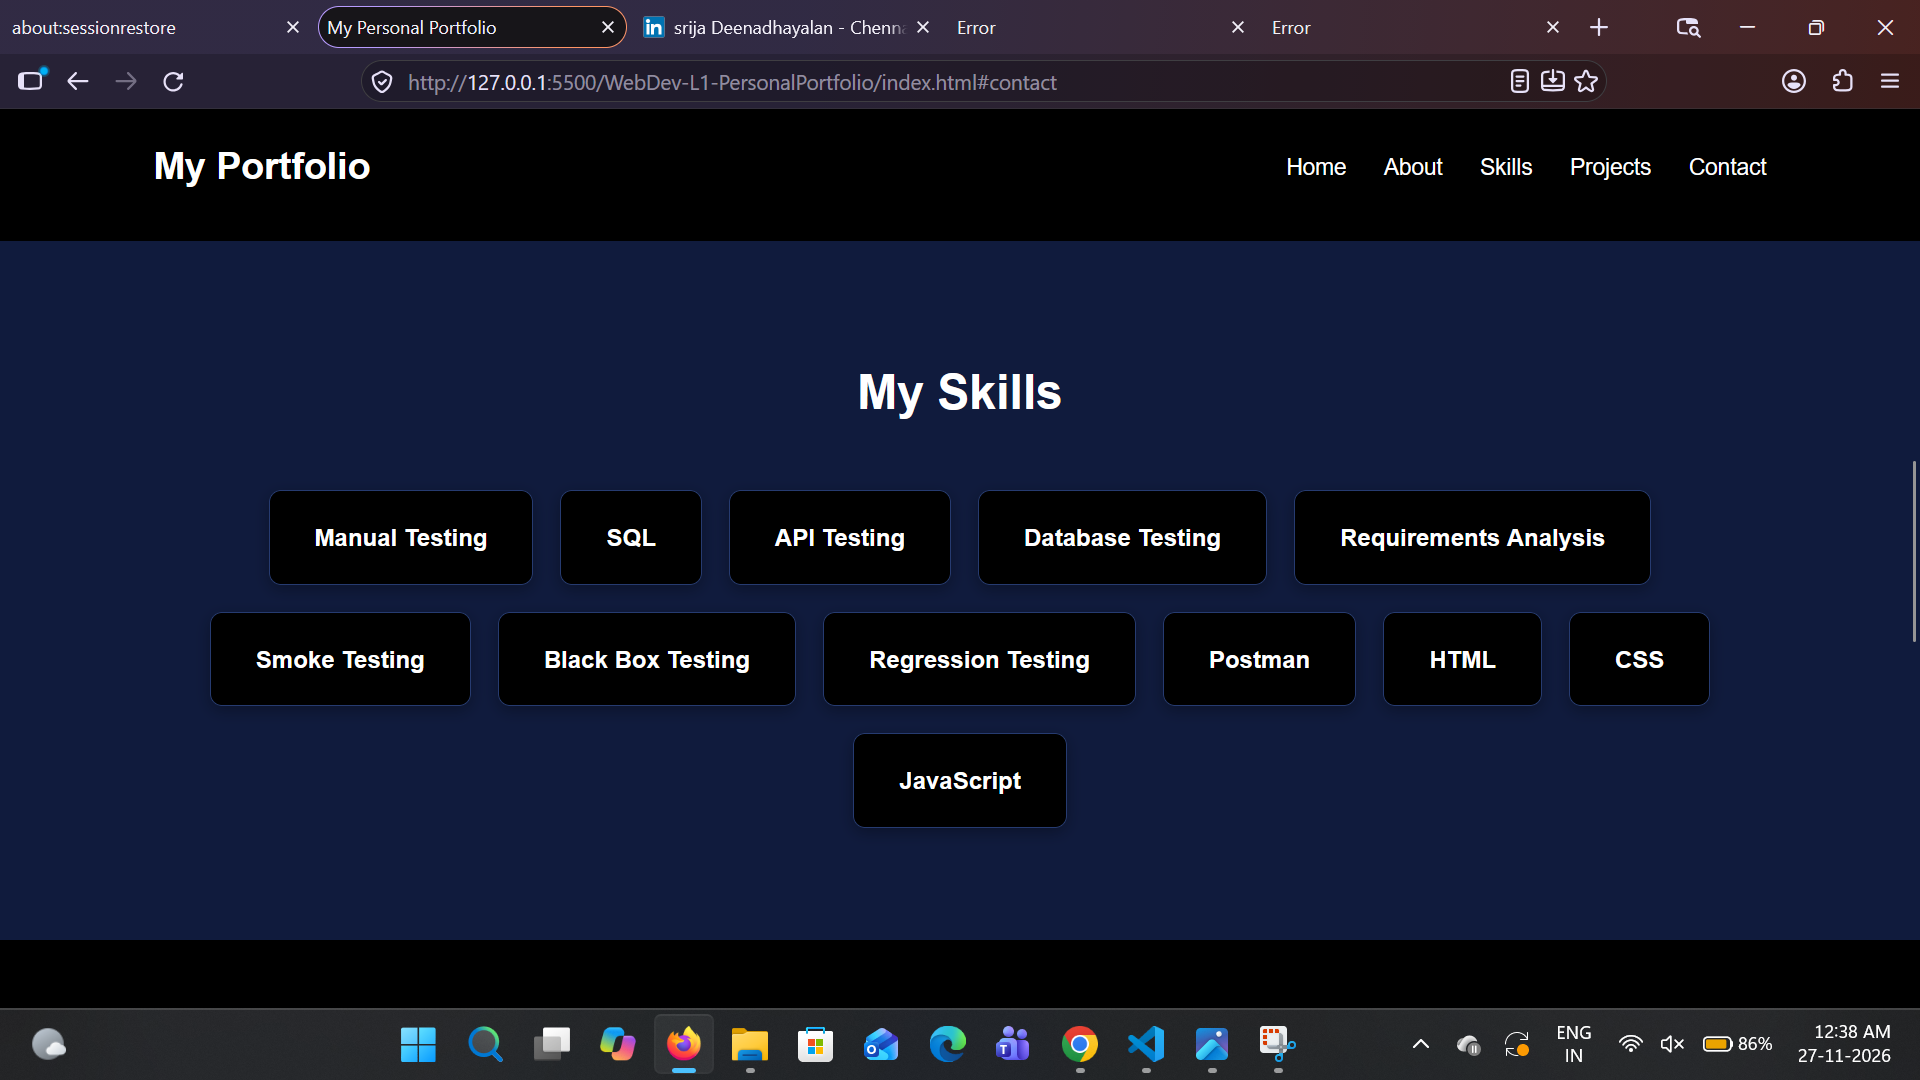 about:sessionrestore
My Personal Portfolio
srija Deenadhayalan - Chenna
Error
Error
http://127.0.0.1:5500/WebDev-L1-PersonalPortfolio/index.html#contact
My Portfolio
Home About Skills Projects Contact
My Skills
Manual Testing
SQL
API Testing
Database Testing
Requirements Analysis
Smoke Testing
Black Box Testing
Regression Testing
Postman
HTML
CSS
JavaScript
ENG
IN
86%
12:38 AM
27-11-2026